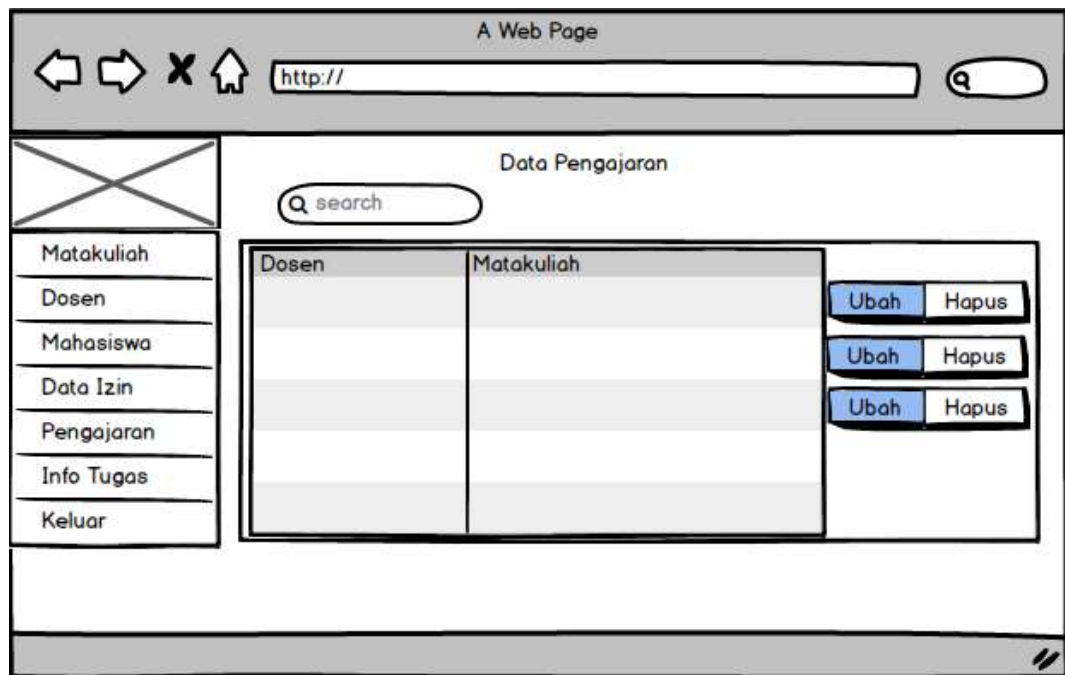 A Web Page
http://
Data Pengajaran
search
Matakuliah
Dosen
Mahasiswa
Data Izin
Pengajaran
Info Tugas
Keluar
Dosen Matakuliah
Ubah Hapus
Ubah Hapus
Ubah Hapus